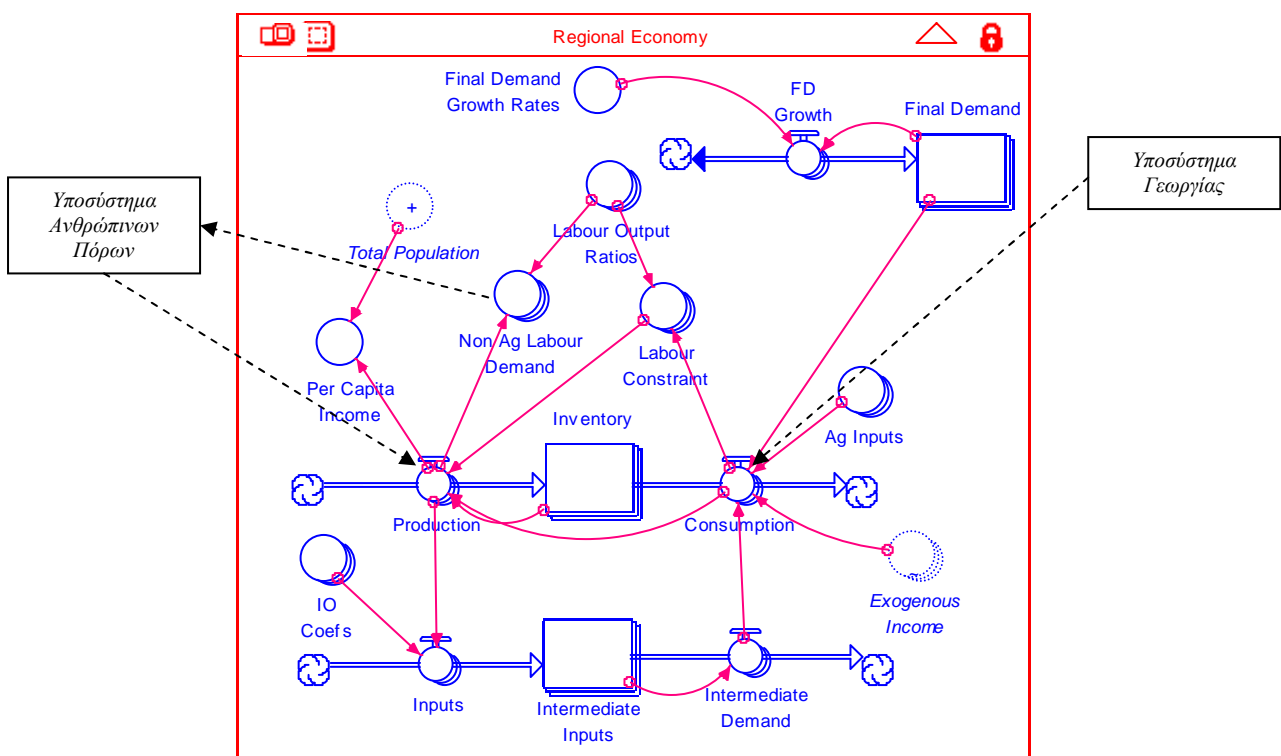 Regional Economy
Final Demand
Growth Rates
FD
Growth
Final Demand
Υποσύστημα
Γεωργίας
Υποσύστημα
Ανθρώπινων
Πόρων
+
Total Population
Labour Output
Ratios
Non Ag Labour
Demand
Labour
Constraint
Per Capita
Income
Inventory
Ag Inputs
Production
Consumption
IO
Coefs
~
Exogenous
Income
Inputs
Intermediate
Inputs
Intermediate
Demand